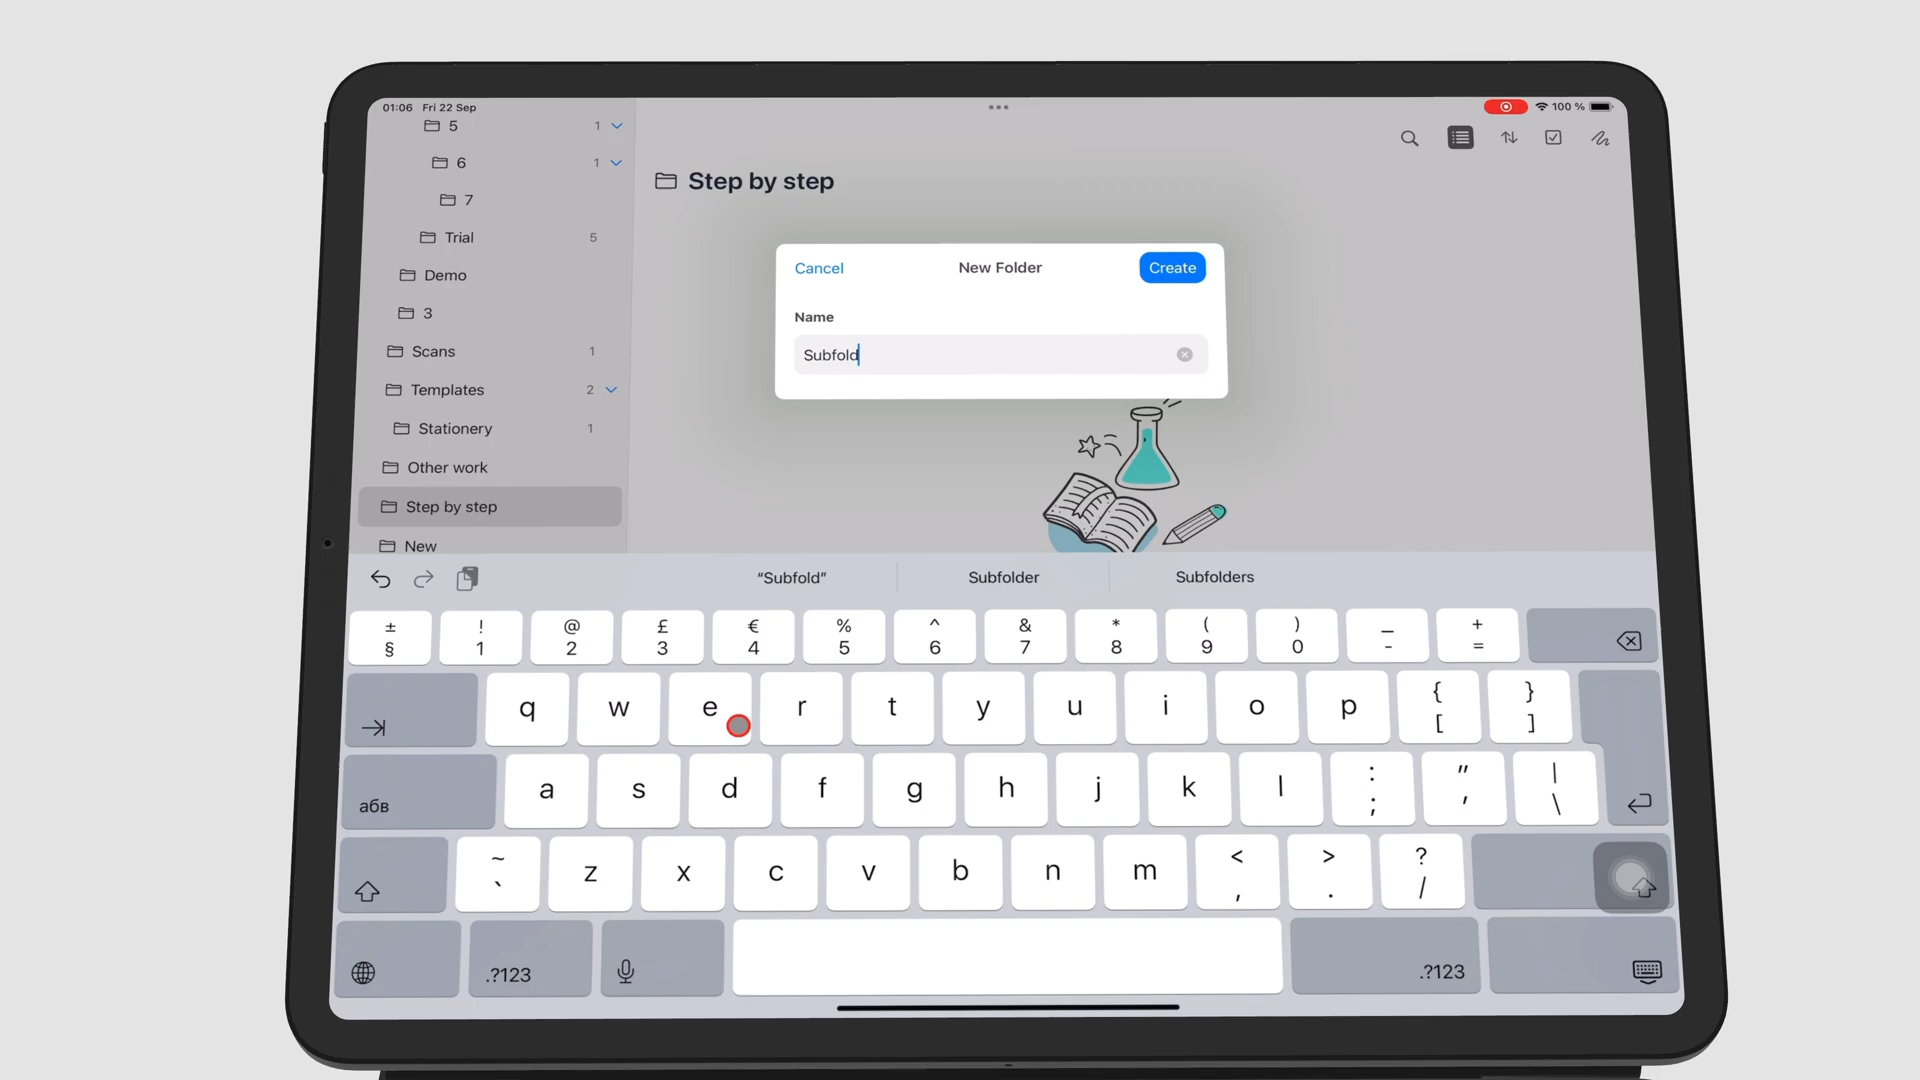 01:06 Fri 22 Sep
100 %
5 1
6 1
7
Trial 5
Demo
3
Scans 1
Templates 2
Stationery 1
Other work
Step by step
New
Step by step
Cancel New Folder Create
Name
Subfold
“Subfold” Subfolder Subfolders
± ! @ £ € % ^ & * ( ) _ +
§ 1 2 3 4 5 6 7 8 9 0 - =
q w e r t y u i o p { }
[ ]
абв a s d f g h j k l : " |
; ' \
~ z x c v b n m < > ?
` , . /
.?123 .?123